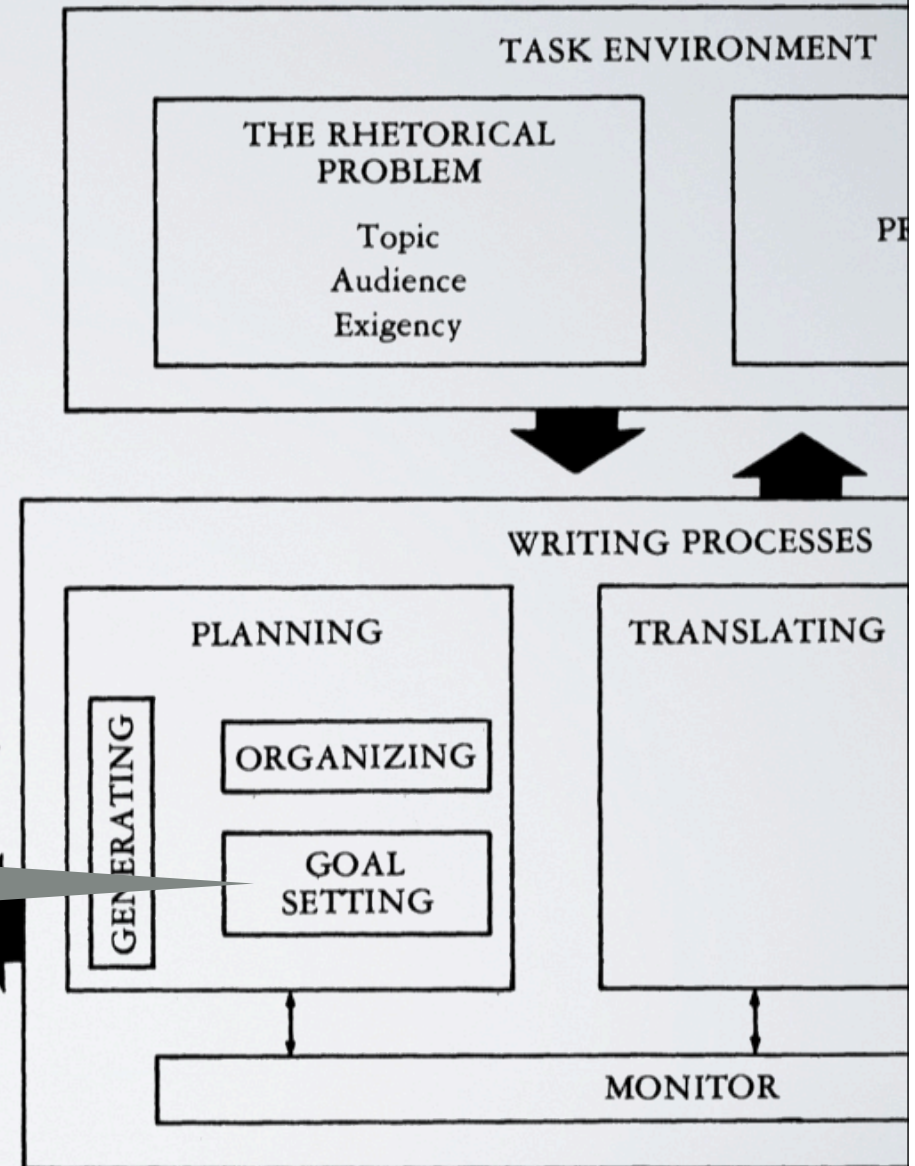 TASK ENVIRONMENT
THE RHETORICAL
PROBLEM
Topic
Audience
Exigency
WRITING PROCESSES
PLANNING
TRANSLATING
GENERATING
ORGANIZING
GOAL
SETTING
MONITOR